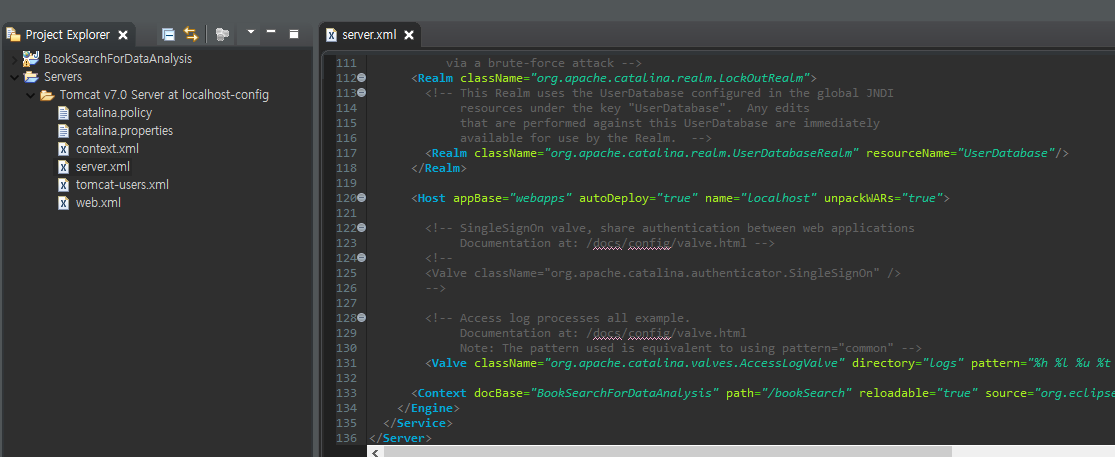 Project Explorer
BookSearchForDataAnalysis
Servers
Tomcat v7.0 Server at localhost-config
catalina.policy
catalina.properties
context.xml
server.xml
tomcat-users.xml
web.xml
server.xml
111 via a brute-force attack -->
112 <Realm className="org.apache.catalina.realm.LockOutRealm">
113 <!-- This Realm uses the UserDatabase configured in the global JNDI
114 resources under the key "UserDatabase". Any edits
115 that are performed against this UserDatabase are immediately
116 available for use by the Realm. -->
117 <Realm className="org.apache.catalina.realm.UserDatabaseRealm" resourceName="UserDatabase"/>
118 </Realm>
119
120 <Host appBase="webapps" autoDeploy="true" name="localhost" unpackWARs="true">
121
122 <!-- SingleSignOn valve, share authentication between web applications
123 Documentation at: /docs/config/valve.html -->
124 <!--
125 <Valve className="org.apache.catalina.authenticator.SingleSignOn" />
126 -->
127
128 <!-- Access log processes all example.
129 Documentation at: /docs/config/valve.html
130 Note: The pattern used is equivalent to using pattern="common" -->
131 <Valve className="org.apache.catalina.valves.AccessLogValve" directory="logs" pattern="%h %l %u %t
132
133 <Context docBase="BookSearchForDataAnalysis" path="/bookSearch" reloadable="true" source="org.eclipse
134 </Engine>
135 </Service>
136 </Server>